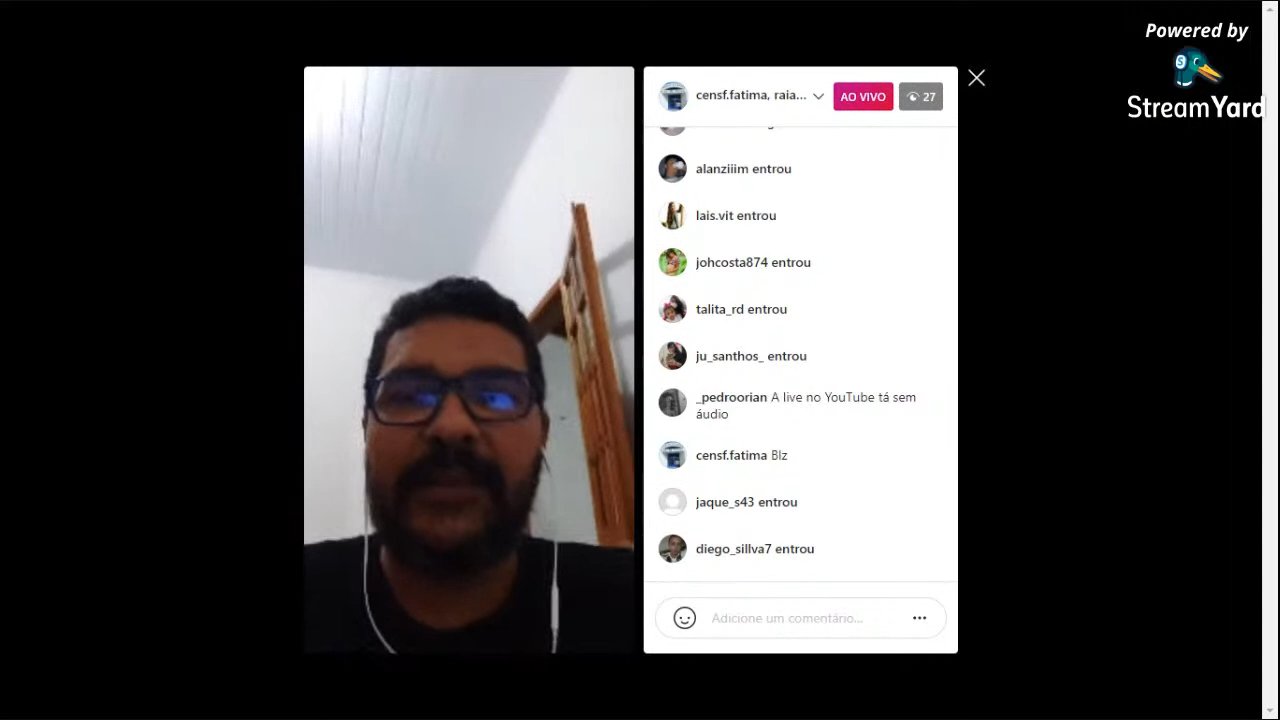 Powered by
StreamYard
censf.fatima, raia...
AO VIVO
27
alanziiim entrou
lais.vit entrou
johcosta874 entrou
talita_rd entrou
ju_santhos_ entrou
_pedroorian A live no YouTube tá sem
áudio
censf.fatima Blz
jaque_s43 entrou
diego_sillva7 entrou
Adicione um comentário...